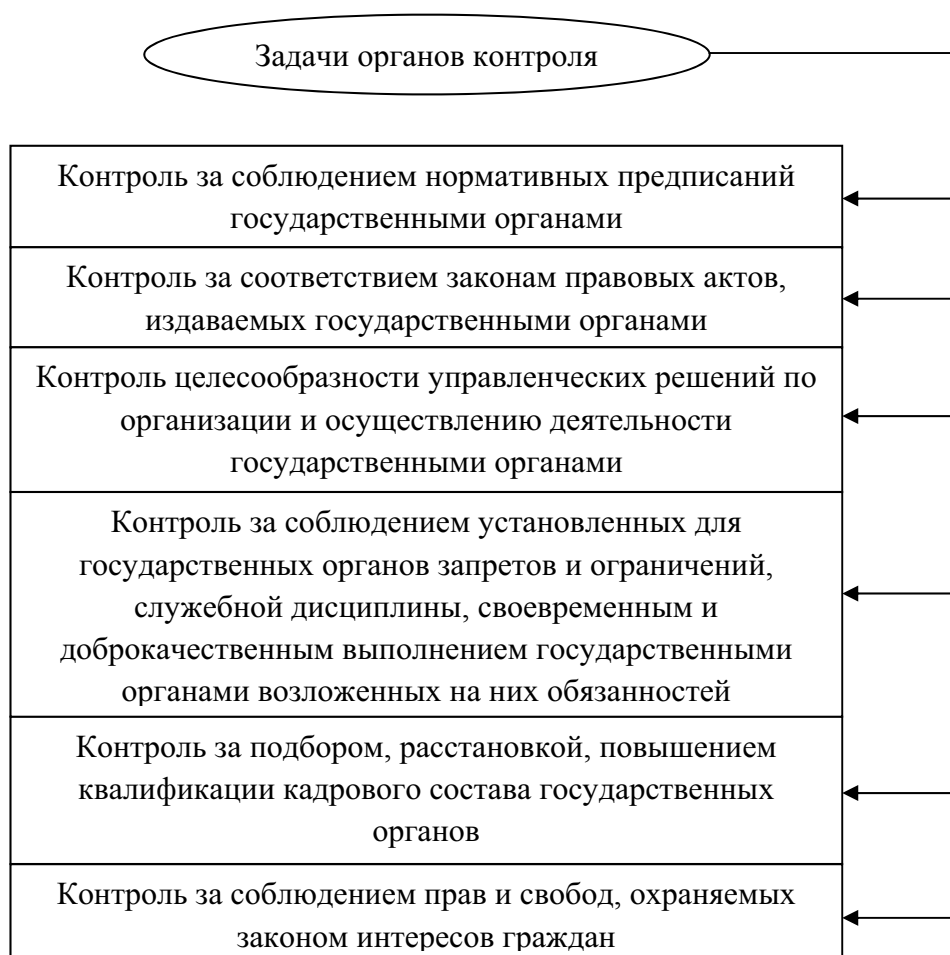 Задачи органов контроля
Контроль за соблюдением нормативных предписаний
государственными органами
Контроль за соответствием законам правовых актов,
издаваемых государственными органами
Контроль целесообразности управленческих решений по
организации и осуществлению деятельности
государственными органами
Контроль за соблюдением установленных для
государственных органов запретов и ограничений,
служебной дисциплины, своевременным и
доброкачественным выполнением государственными
органами возложенных на них обязанностей
Контроль за подбором, расстановкой, повышением
квалификации кадрового состава государственных
органов
Контроль за соблюдением прав и свобод, охраняемых
законом интересов граждан